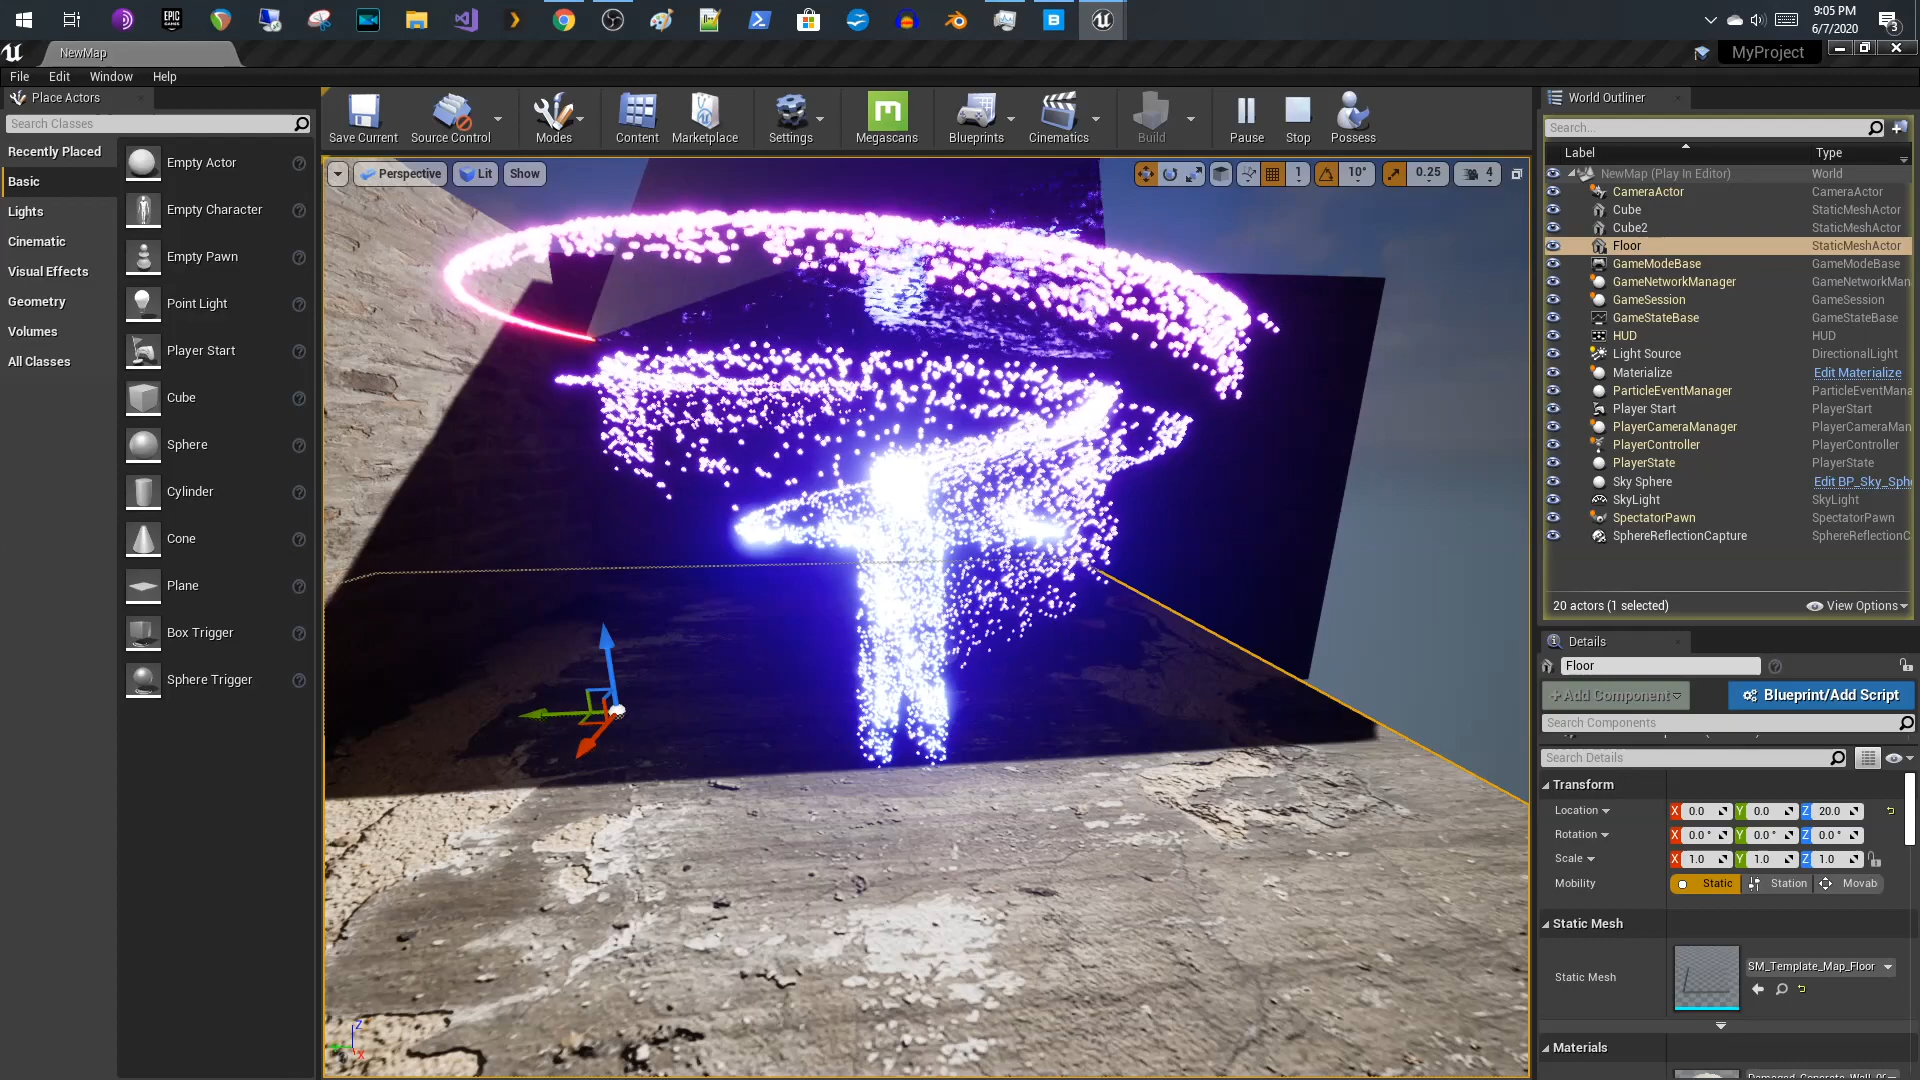 9:05 PM
6/7/2020
3
NewMap
MyProject
File Edit Window Help
Place Actors
Search Classes
Recently Placed
Basic
Lights
Cinematic
Visual Effects
Geometry
Volumes
All Classes
Empty Actor
Empty Character
Empty Pawn
Point Light
Player Start
Cube
Sphere
Cylinder
Cone
Plane
Box Trigger
Sphere Trigger
Save Current Source Control Modes Content Marketplace Settings Megascans Blueprints Cinematics Build Pause Stop Possess
Perspective Lit Show
1 10° 0.25 4
World Outliner
Search...
Label Type
NewMap (Play In Editor) World
CameraActor CameraActor
Cube StaticMeshActor
Cube2 StaticMeshActor
Floor StaticMeshActor
GameModeBase GameModeBase
GameNetworkManager GameNetworkMan
GameSession GameSession
GameStateBase GameStateBase
HUD HUD
Light Source DirectionalLight
Materialize Edit Materialize
ParticleEventManager ParticleEventMana
Player Start PlayerStart
PlayerCameraManager PlayerCameraMan
PlayerController PlayerController
PlayerState PlayerState
Sky Sphere Edit BP_Sky_Sph
SkyLight SkyLight
SpectatorPawn SpectatorPawn
SphereReflectionCapture SphereReflectionC
20 actors (1 selected) View Options
Details
Floor
+Add Component Blueprint/Add Script
Search Components
Search Details
Transform
Location X 0.0 Y 0.0 Z 20.0
Rotation X 0.0 ° Y 0.0 ° Z 0.0 °
Scale X 1.0 Y 1.0 Z 1.0
Mobility Static Station Movab
Static Mesh
Static Mesh SM_Template_Map_Floor
Materials
Z
X